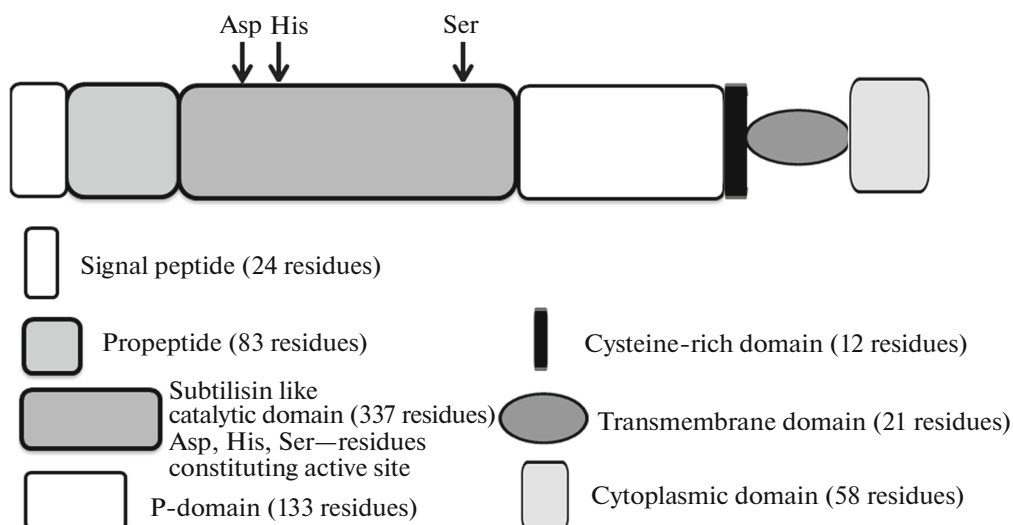 Asp His
Ser
Signal peptide (24 residues)
Propeptide (83 residues)
Subtilisin like
catalytic domain (337 residues)
Asp, His, Ser—residues
constituting active site
P-domain (133 residues)
Cysteine-rich domain (12 residues)
Transmembrane domain (21 residues)
Cytoplasmic domain (58 residues)